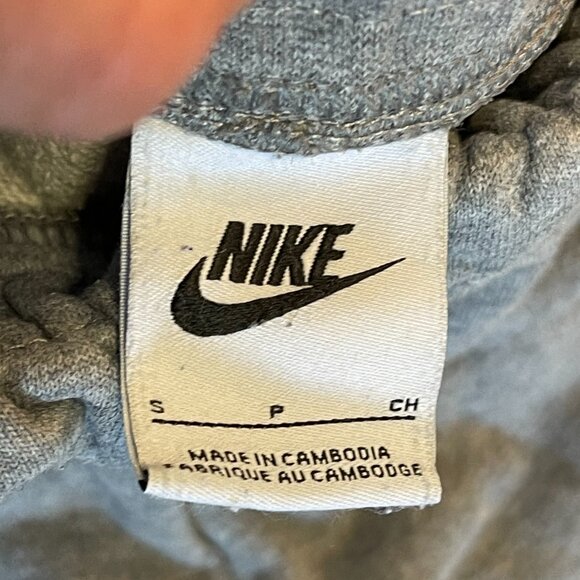 NIKE
S P CH
MADE IN CAMBODIA
FABRIQUE AU CAMBODGE